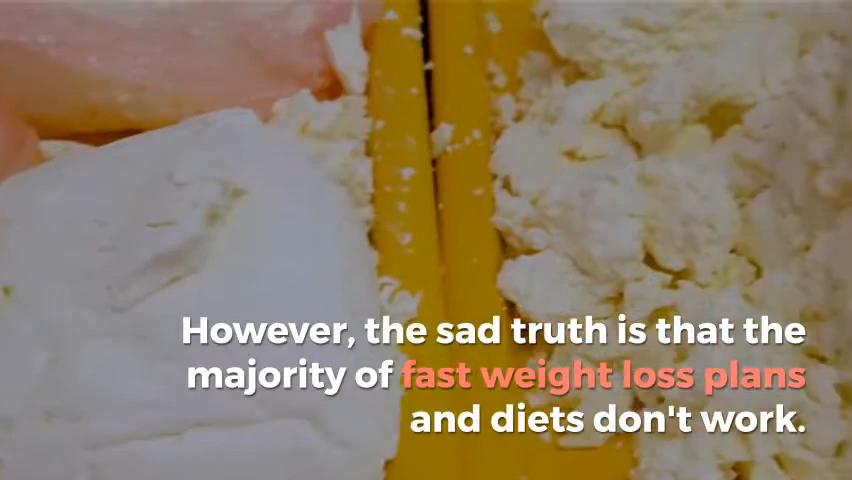 However, the sad truth is that the
majority of fast weight loss plans
and diets don't work.